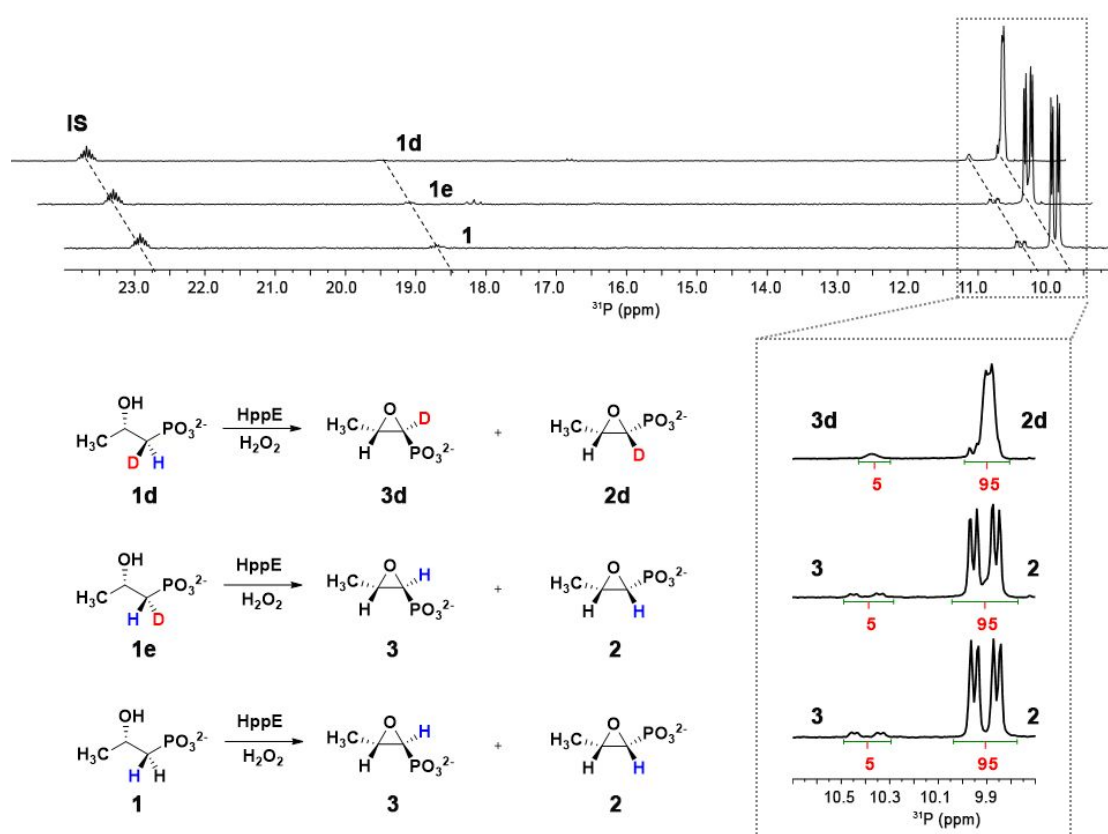 IS
1d
1e
1
23.0 22.0 21.0 20.0 19.0 18.0 17.0 16.0 15.0 14.0 13.0 12.0 11.0 10.0
³¹P (ppm)
OH
H₃C
PO₃²⁻
D H
1d
HppE
H₂O₂
O
D
H₃C
H
PO₃²⁻
3d
+
O
PO₃²⁻
H₃C
H
D
2d
OH
H₃C
PO₃²⁻
H D
1e
HppE
H₂O₂
O
H
H₃C
H
PO₃²⁻
3
+
O
PO₃²⁻
H₃C
H H
2
OH
H₃C
PO₃²⁻
H H
1
HppE
H₂O₂
O
H
H₃C
H
PO₃²⁻
3
+
O
PO₃²⁻
H₃C
H H
2
3d 2d
5 95
3 2
5 95
3 2
5 95
10.5 10.3 10.1 9.9
³¹P (ppm)